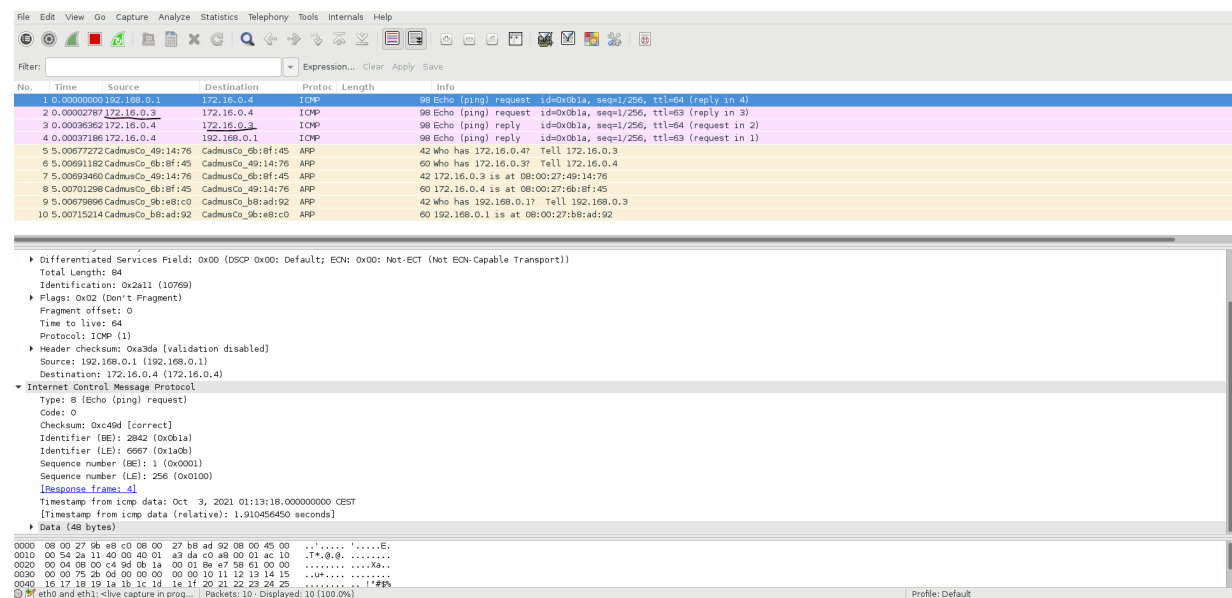 File Edit View Go Capture Analyze Statistics Telephony Tools Internals Help
Filter: Expression... Clear Apply Save
No. Time Source Destination Protoc Length Info
1 0.00000000 192.168.0.1 172.16.0.4 ICMP 98 Echo (ping) request id=0x0b1a, seq=1/256, ttl=64 (reply in 4)
2 0.00002787 172.16.0.3 172.16.0.4 ICMP 98 Echo (ping) request id=0x0b1a, seq=1/256, ttl=63 (reply in 3)
3 0.00036362 172.16.0.4 172.16.0.3 ICMP 98 Echo (ping) reply id=0x0b1a, seq=1/256, ttl=64 (request in 2)
4 0.00037186 172.16.0.4 192.168.0.1 ICMP 98 Echo (ping) reply id=0x0b1a, seq=1/256, ttl=63 (request in 1)
5 5.00677272 CadmusCo_49:14:76 CadmusCo_6b:8f:45 ARP 42 Who has 172.16.0.4? Tell 172.16.0.3
6 5.00691182 CadmusCo_6b:8f:45 CadmusCo_49:14:76 ARP 60 Who has 172.16.0.3? Tell 172.16.0.4
7 5.00693460 CadmusCo_49:14:76 CadmusCo_6b:8f:45 ARP 42 172.16.0.3 is at 08:00:27:49:14:76
8 5.00701298 CadmusCo_6b:8f:45 CadmusCo_49:14:76 ARP 60 172.16.0.4 is at 08:00:27:6b:8f:45
9 5.00679896 CadmusCo_9b:e8:c0 CadmusCo_b8:ad:92 ARP 42 Who has 192.168.0.1? Tell 192.168.0.3
10 5.00715214 CadmusCo_b8:ad:92 CadmusCo_9b:e8:c0 ARP 60 192.168.0.1 is at 08:00:27:b8:ad:92
Differentiated Services Field: 0x00 (DSCP 0x00: Default; ECN: 0x00: Not-ECT (Not ECN-Capable Transport))
Total Length: 84
Identification: 0x2a11 (10769)
Flags: 0x02 (Don't Fragment)
Fragment offset: 0
Time to live: 64
Protocol: ICMP (1)
Header checksum: 0xa3da [validation disabled]
Source: 192.168.0.1 (192.168.0.1)
Destination: 172.16.0.4 (172.16.0.4)
Internet Control Message Protocol
Type: 8 (Echo (ping) request)
Code: 0
Checksum: 0xc49d [correct]
Identifier (BE): 2842 (0x0b1a)
Identifier (LE): 6667 (0x1a0b)
Sequence number (BE): 1 (0x0001)
Sequence number (LE): 256 (0x0100)
[Response frame: 4]
Timestamp from icmp data: Oct 3, 2021 01:13:18.000000000 CEST
[Timestamp from icmp data (relative): 1.910456450 seconds]
Data (48 bytes)
0000 08 00 27 9b e8 c0 08 00 27 b8 ad 92 08 00 45 00 ..'..... '.....E.
0010 00 54 2a 11 40 00 40 01 a3 da c0 a8 00 01 ac 10 .T*.@.@. ........
0020 00 04 08 00 c4 9d 0b 1a 00 01 8e e7 58 61 00 00 ........ ....Xa..
0030 00 00 75 2b 0d 00 00 00 00 00 10 11 12 13 14 15 ..u+.... ........
0040 16 17 18 19 1a 1b 1c 1d 1e 1f 20 21 22 23 24 25 ........ .. !"#$%
eth0 and eth1: <live capture in prog... Packets: 10 · Displayed: 10 (100.0%) Profile: Default